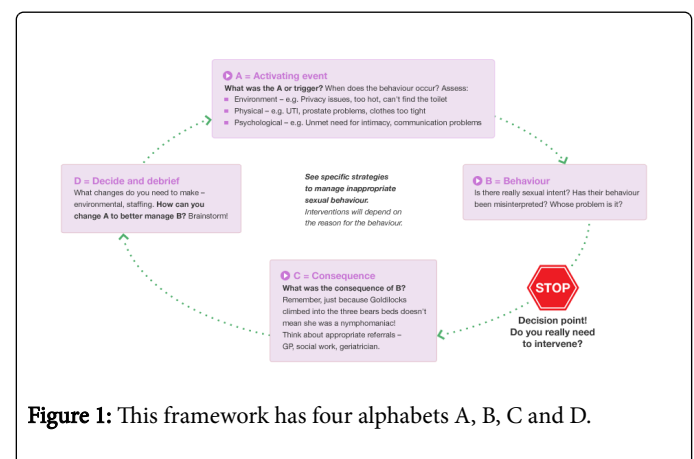 A = Activating event
What was the A or trigger? When does the behaviour occur? Assess:
Environment – e.g. Privacy issues, too hot, can't find the toilet
Physical – e.g. UTI, prostate problems, clothes too tight
Psychological – e.g. Unmet need for intimacy, communication problems
B = Behaviour
Is there really sexual intent? Has their behaviour
been misinterpreted? Whose problem is it?
STOP
Decision point!
Do you really need
to intervene?
C = Consequence
What was the consequence of B?
Remember, just because Goldilocks
climbed into the three bears beds doesn't
mean she was a nymphomaniac!
Think about appropriate referrals –
GP, social work, geriatrician.
D = Decide and debrief
What changes do you need to make –
environmental, staffing. How can you
change A to better manage B? Brainstorm!
See specific strategies
to manage inappropriate
sexual behaviour.
Interventions will depend on
the reason for the behaviour.
Figure 1: This framework has four alphabets A, B, C and D.